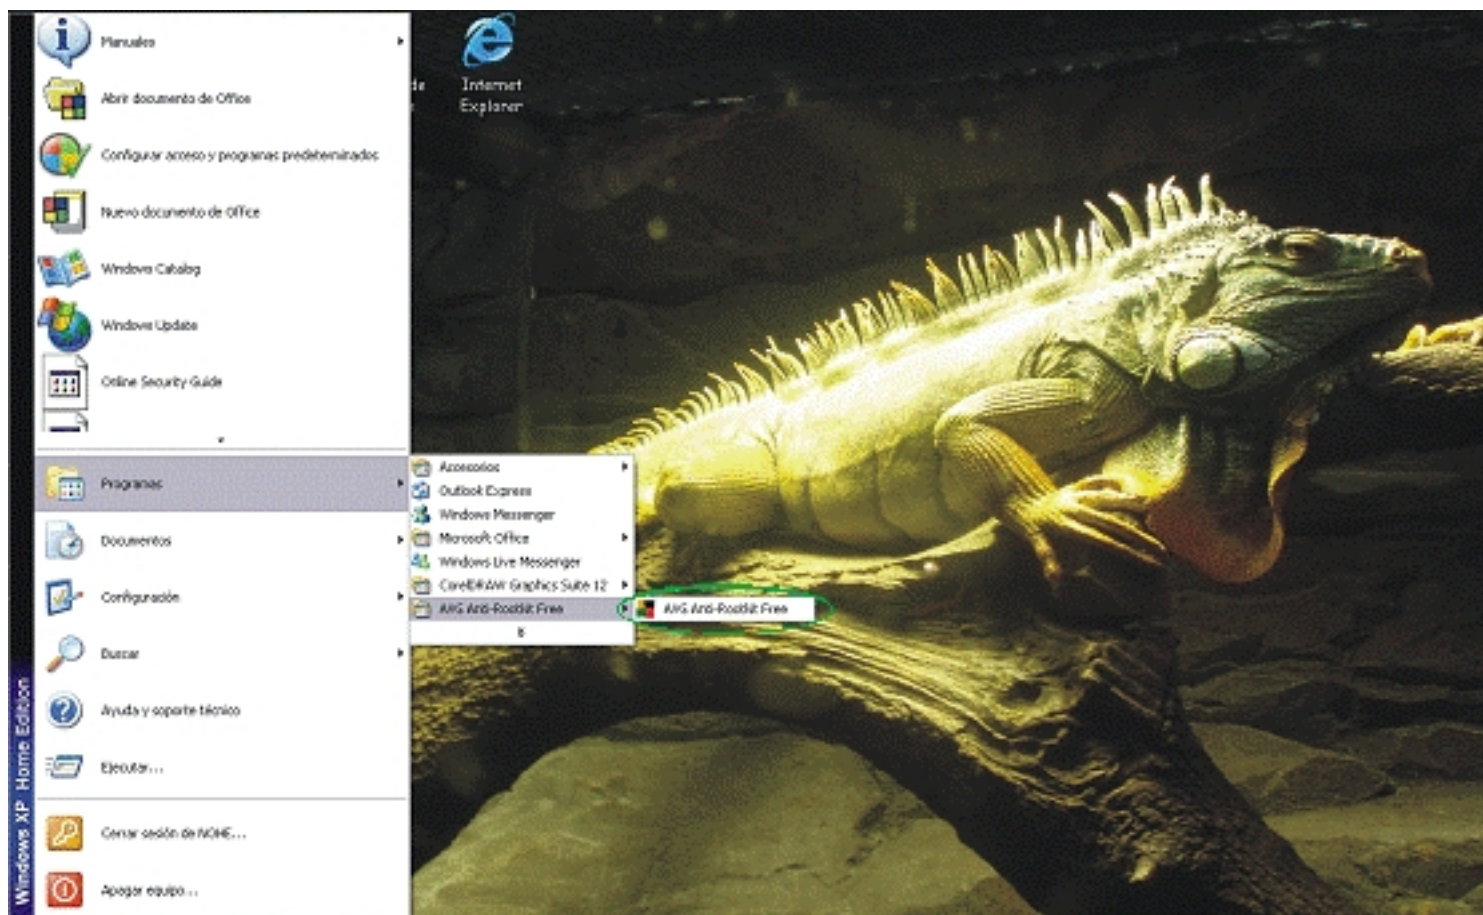 Manuales
Abrir documento de Office
Configurar acceso y programas predeterminados
Nuevo documento de Office
Windows Catalog
Windows Update
Online Security Guide
Programas
Documentos
Configuración
Buscar
Ayuda y soporte técnico
Ejecutar...
Cerrar sesión de NOHE...
Apagar equipo...
Windows XP Home Edition
de
Internet
Explorer
Accesorios
Outlook Express
Windows Messenger
Microsoft Office
Windows Live Messenger
CorelDRAW Graphics Suite 12
AVG Anti-Rootkit Free
AVG Anti-Rootkit Free